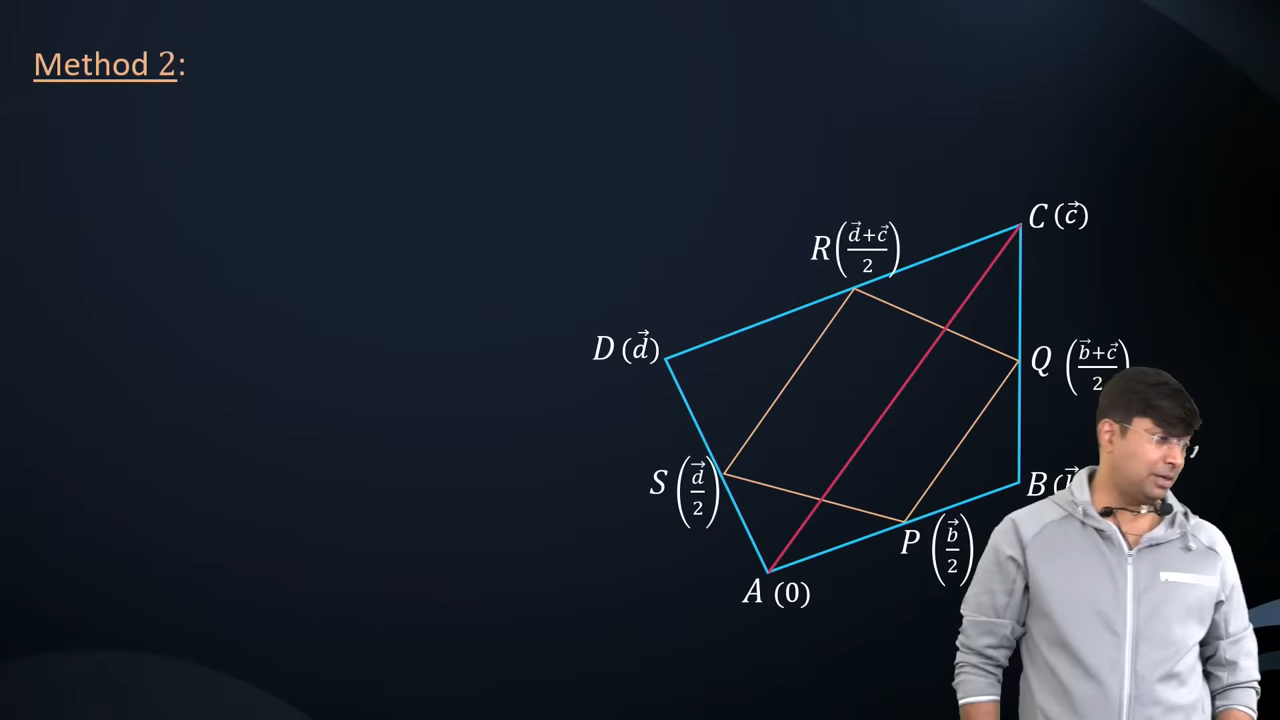 Method 2:
C (c⃗)
R((d⃗+c⃗)/2)
D (d⃗)
Q ((b⃗+c⃗)/2)
S (d⃗/2)
B (
P (b⃗/2)
A (0)